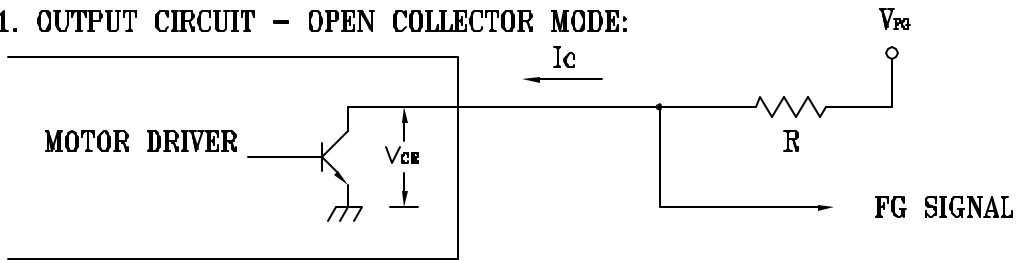 1. OUTPUT CIRCUIT - OPEN COLLECTOR MODE:
VFG
Ic
MOTOR DRIVER
VCE
R
FG SIGNAL